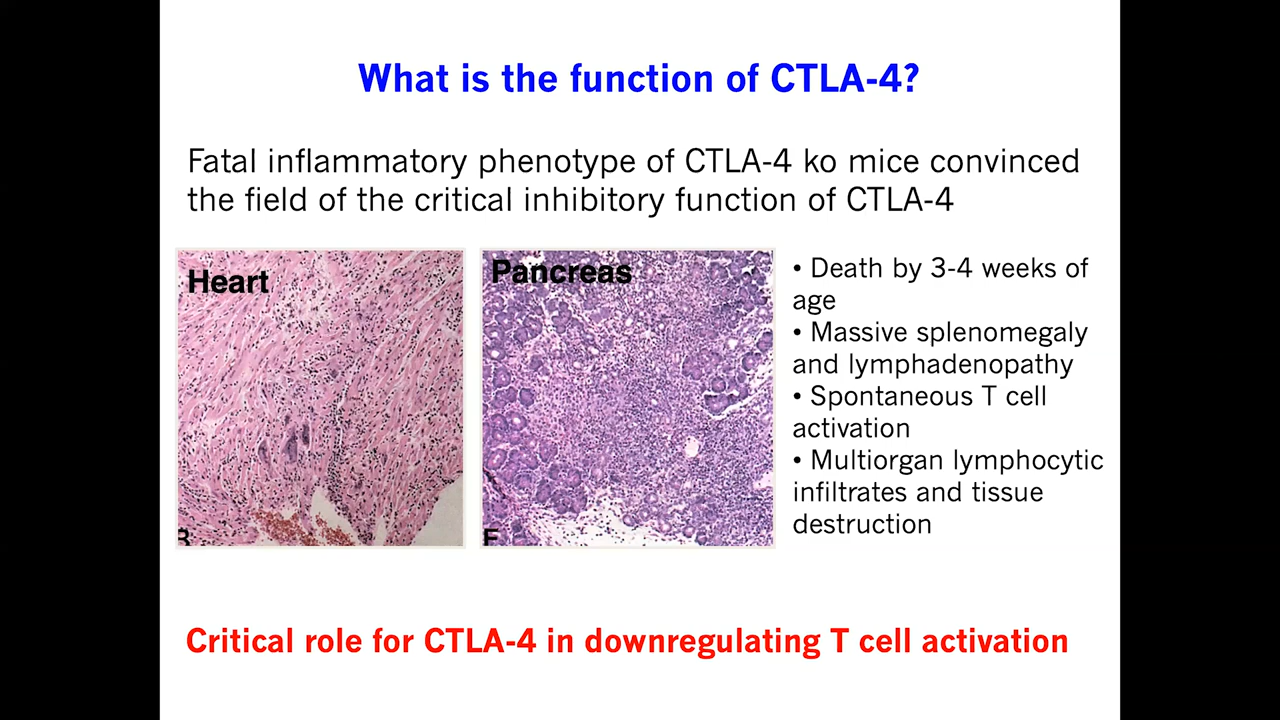 What is the function of CTLA-4?
Fatal inflammatory phenotype of CTLA-4 ko mice convinced
the field of the critical inhibitory function of CTLA-4
Heart
Pancreas
• Death by 3-4 weeks of
age
• Massive splenomegaly
and lymphadenopathy
• Spontaneous T cell
activation
• Multiorgan lymphocytic
infiltrates and tissue
destruction
Critical role for CTLA-4 in downregulating T cell activation